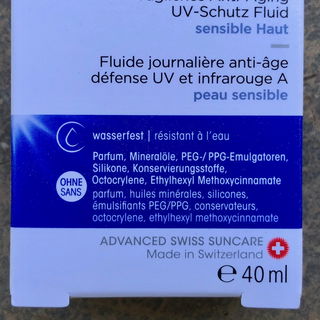 Anti-Aging
UV-Schutz Fluid
sensible Haut
Fluide journalière anti-âge
défense UV et infrarouge A
peau sensible
wasserfest | résistant à l'eau
OHNE
SANS
Parfum, Mineralöle, PEG-/ PPG-Emulgatoren,
Silikone, Konservierungsstoffe,
Octocrylene, Ethylhexyl Methoxycinnamate
parfum, huiles minérales, silicones,
émulsifiants PEG/PPG, conservateurs,
octocrylene, ethylhexyl methoxycinnamate
ADVANCED SWISS SUNCARE
Made in Switzerland
℮ 40 ml